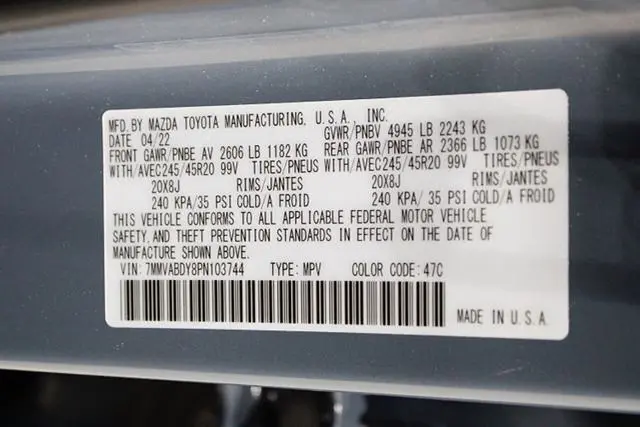 MFD. BY MAZDA TOYOTA MANUFACTURING, U.S.A., INC.
DATE 04/22 GVWR/PNBV 4945 LB 2243 KG
FRONT GAWR/PNBE AV 2606 LB 1182 KG REAR GAWR/PNBE AR 2366 LB 1073 KG
WITH/AVEC245/45R20 99V TIRES/PNEUS WITH/AVEC245/45R20 99V TIRES/PNEUS
20X8J RIMS/JANTES 20X8J RIMS/JANTES
240 KPA/35 PSI COLD/A FROID 240 KPA/ 35 PSI COLD/A FROID
THIS VEHICLE CONFORMS TO ALL APPLICABLE FEDERAL MOTOR VEHICLE
SAFETY, AND THEFT PREVENTION STANDARDS IN EFFECT ON THE DATE OF
MANUFACTURE SHOWN ABOVE.
VIN: 7MMVABDY8PN103744 TYPE: MPV COLOR CODE: 47C
MADE IN U.S.A.